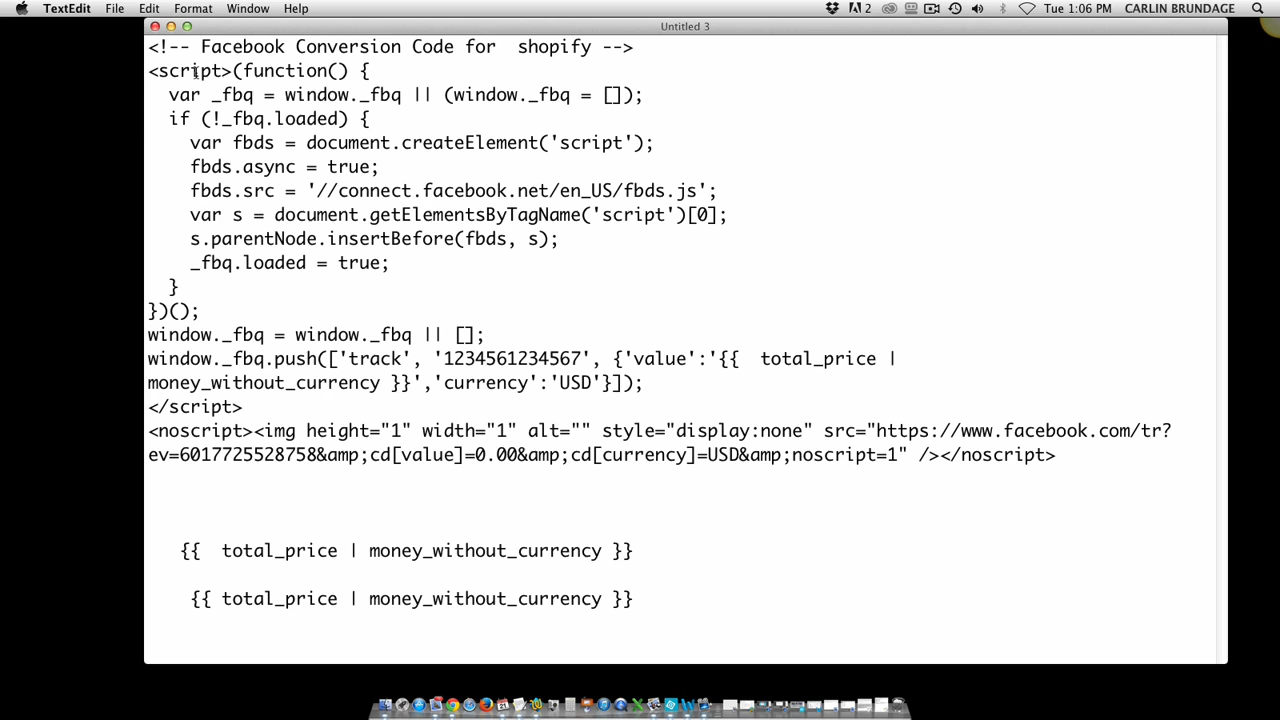 TextEdit File Edit Format Window Help 2 Tue 1:06 PM CARLIN BRUNDAGE
Untitled 3
<!-- Facebook Conversion Code for  shopify -->
<script>(function() {
  var _fbq = window._fbq || (window._fbq = []);
  if (!_fbq.loaded) {
    var fbds = document.createElement('script');
    fbds.async = true;
    fbds.src = '//connect.facebook.net/en_US/fbds.js';
    var s = document.getElementsByTagName('script')[0];
    s.parentNode.insertBefore(fbds, s);
    _fbq.loaded = true;
  }
})();
window._fbq = window._fbq || [];
window._fbq.push(['track', '1234561234567', {'value':'{{  total_price |
money_without_currency }}','currency':'USD'}]);
</script>
<noscript><img height="1" width="1" alt="" style="display:none" src="https://www.facebook.com/tr?
ev=6017725528758&amp;cd[value]=0.00&amp;cd[currency]=USD&amp;noscript=1" /></noscript>
{{  total_price | money_without_currency }}
{{ total_price | money_without_currency }}